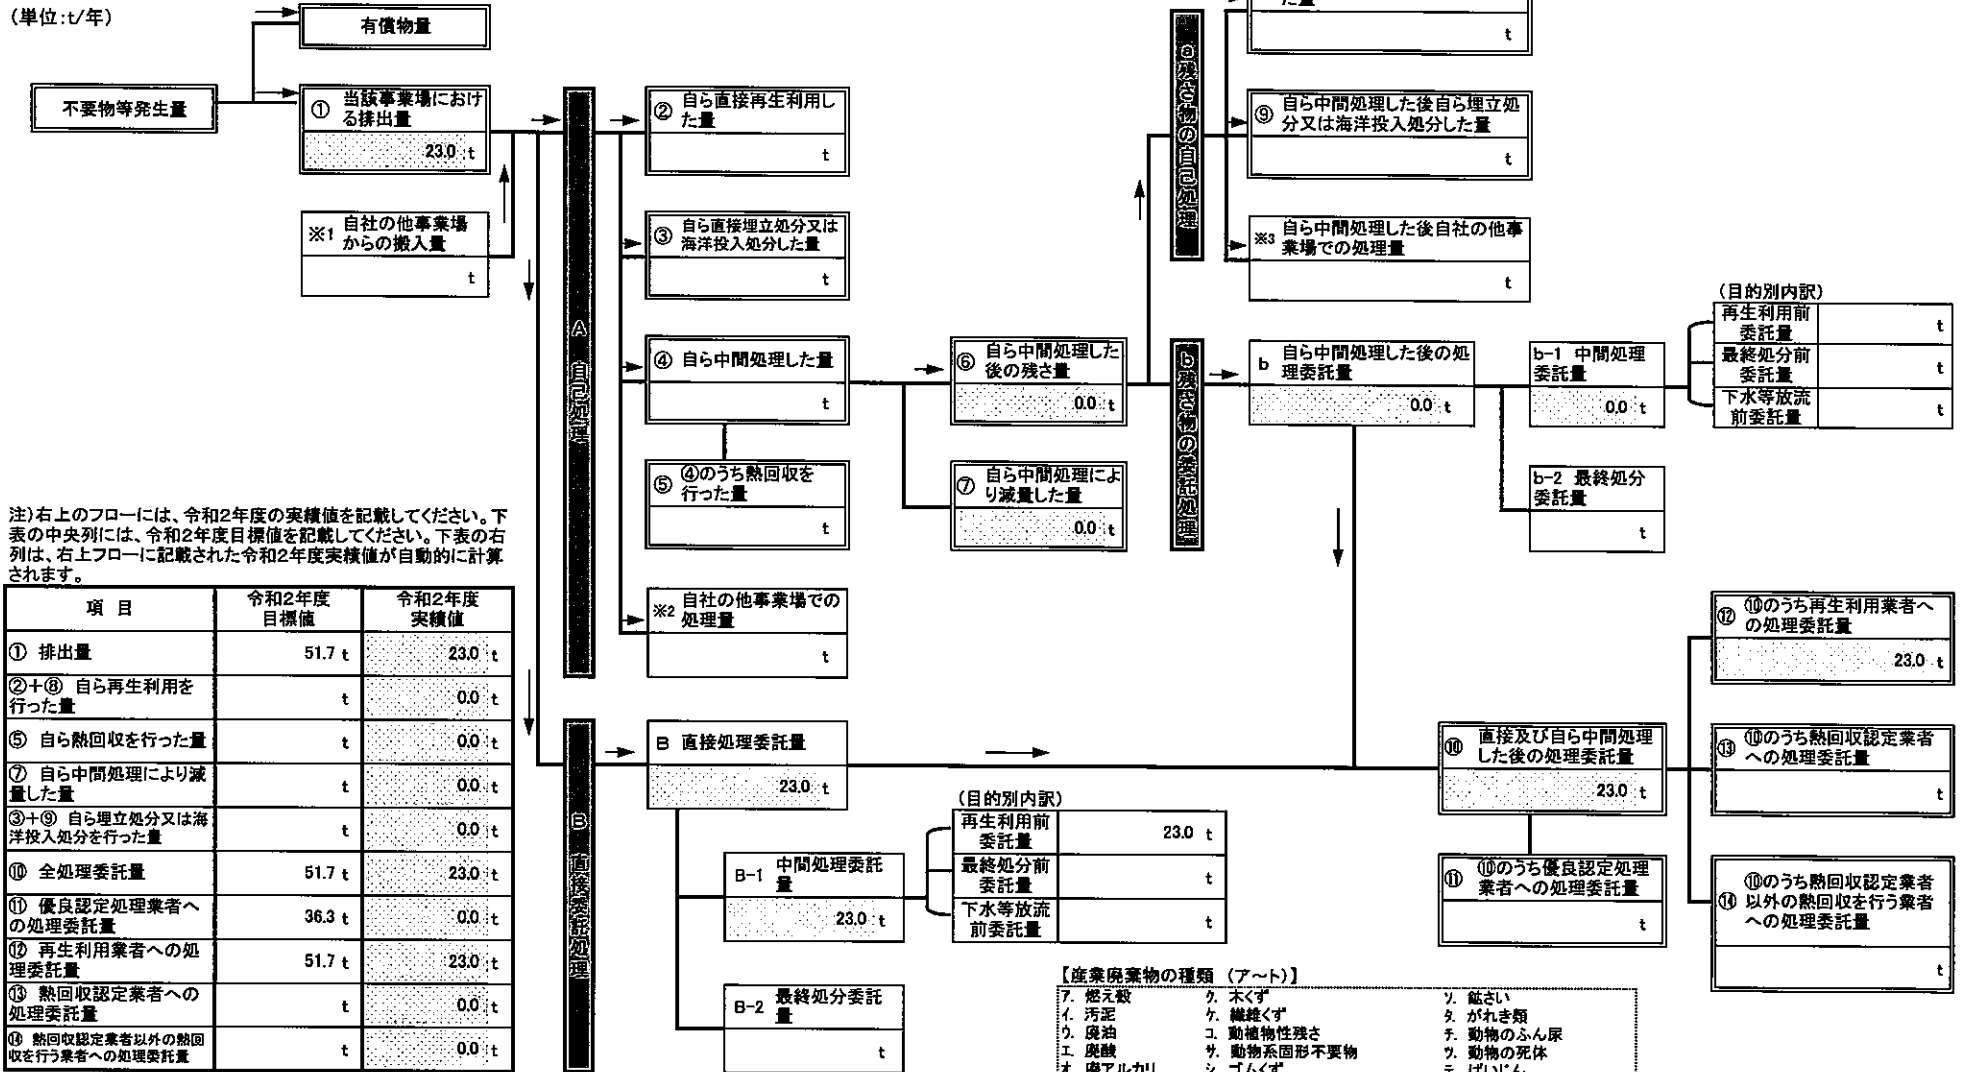 (単位:t/年)
有償物量
不要物等発生量
① 当該事業場におけ
る排出量
23.0 t
※1 自社の他事業場
からの搬入量
t
A 自己処理
② 自ら直接再生利用し
た量
t
③ 自ら直接埋立処分又は
海洋投入処分した量
t
④ 自ら中間処理した量
t
⑤ ④のうち熱回収を
行った量
t
※2 自社の他事業場での
処理量
t
⑥ 自ら中間処理した
後の残さ量
0.0 t
⑦ 自ら中間処理によ
り減量した量
0.0 t
a 残さ物の自己処理
た量
t
⑨ 自ら中間処理した後自ら埋立処
分又は海洋投入処分した量
t
※3 自ら中間処理した後自社の他事
業場での処理量
t
b 残さ物の委託処理
b 自ら中間処理した後の処
理委託量
0.0 t
b-1 中間処理
委託量
0.0 t
(目的別内訳)
再生利用前
委託量 t
最終処分前
委託量 t
下水等放流
前委託量 t
b-2 最終処分
委託量
t
注)右上のフローには、令和2年度の実績値を記載してください。下
表の中央列には、令和2年度目標値を記載してください。下表の右
列は、右上フローに記載された令和2年度実績値が自動的に計算
されます。
項 目 令和2年度 目標値 令和2年度 実績値
① 排出量 51.7 t 23.0 t
②+⑧ 自ら再生利用を
行った量 t 0.0 t
⑤ 自ら熱回収を行った量 t 0.0 t
⑦ 自ら中間処理により減
量した量 t 0.0 t
③+⑨ 自ら埋立処分又は海
洋投入処分を行った量 t 0.0 t
⑩ 全処理委託量 51.7 t 23.0 t
⑪ 優良認定処理業者へ
の処理委託量 36.3 t 0.0 t
⑫ 再生利用業者への処
理委託量 51.7 t 23.0 t
⑬ 熱回収認定業者への
処理委託量 t 0.0 t
⑭ 熱回収認定業者以外の熱回
収を行う業者への処理委託量 t 0.0 t
B 直接委託処理
B 直接処理委託量
23.0 t
B-1 中間処理委託
量
23.0 t
(目的別内訳)
再生利用前
委託量 23.0 t
最終処分前
委託量 t
下水等放流
前委託量 t
B-2 最終処分委託
量
t
⑩ 直接及び自ら中間処理
した後の処理委託量
23.0 t
⑪ ⑩のうち優良認定処理
業者への処理委託量
t
⑫ ⑩のうち再生利用業者へ
の処理委託量
23.0 t
⑬ ⑩のうち熱回収認定業者
への処理委託量
t
⑭ ⑩のうち熱回収認定業者
以外の熱回収を行う業者
への処理委託量
t
【産業廃棄物の種類 (ア~ト)】
ア. 燃え殻 ク. 木くず ソ. 鉱さい
イ. 汚泥 ケ. 繊維くず タ. がれき類
ウ. 廃油 コ. 動植物性残さ チ. 動物のふん尿
エ. 廃酸 サ. 動物系固形不要物 ツ. 動物の死体
オ. 廃アルカリ シ. ゴムくず テ. ばいじん